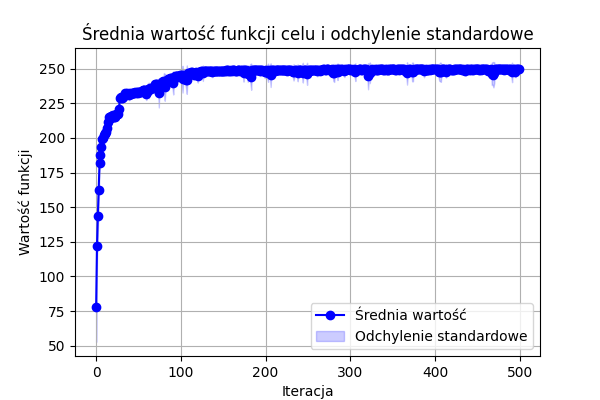 Średnia wartość funkcji celu i odchylenie standardowe
250
225
200
175
150
125
100
75
50
Wartość funkcji
Średnia wartość
Odchylenie standardowe
0 100 200 300 400 500
Iteracja